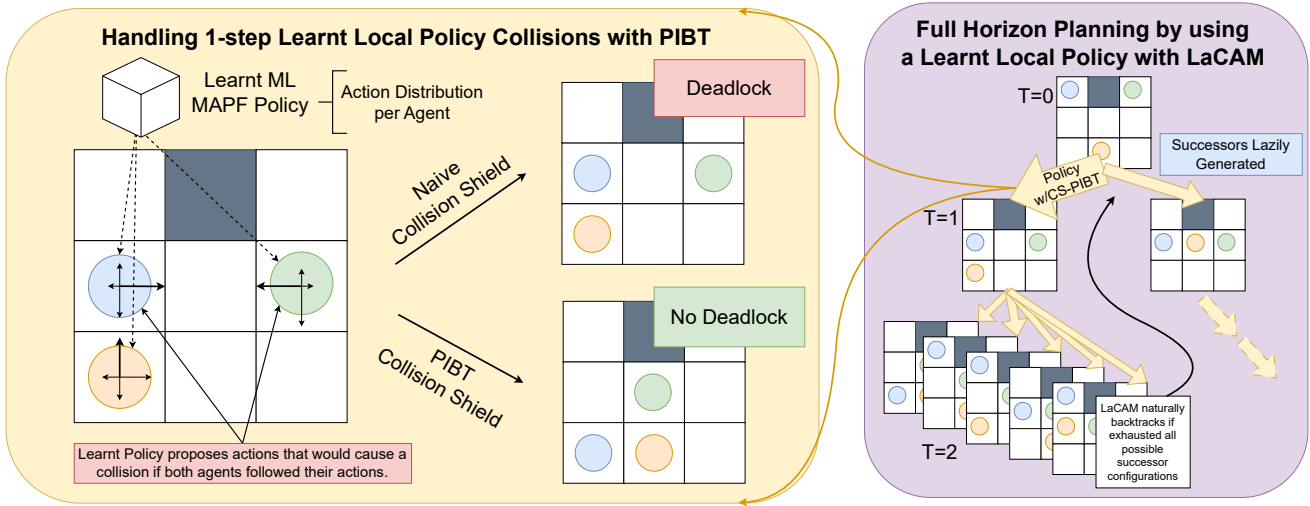 Handling 1-step Learnt Local Policy Collisions with PIBT
Learnt ML
MAPF Policy
Action Distribution
per Agent
Naive
Collision Shield
Deadlock
PIBT
Collision Shield
No Deadlock
Learnt Policy proposes actions that would cause a
collision if both agents followed their actions.
Full Horizon Planning by using
a Learnt Local Policy with LaCAM
T=0
Successors Lazily
Generated
Policy
w/CS-PIBT
T=1
T=2
LaCAM naturally
backtracks if
exhausted all
possible
successor
configurations